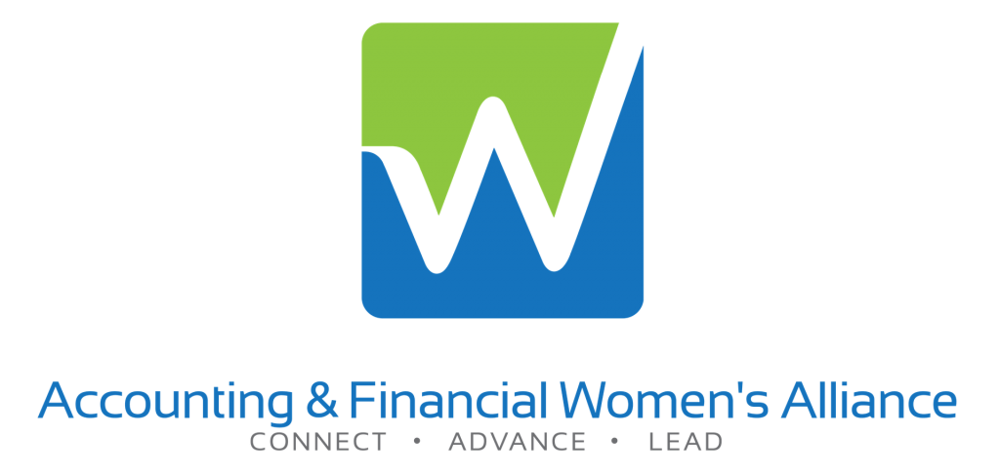 W
Accounting & Financial Women's Alliance
CONNECT • ADVANCE • LEAD